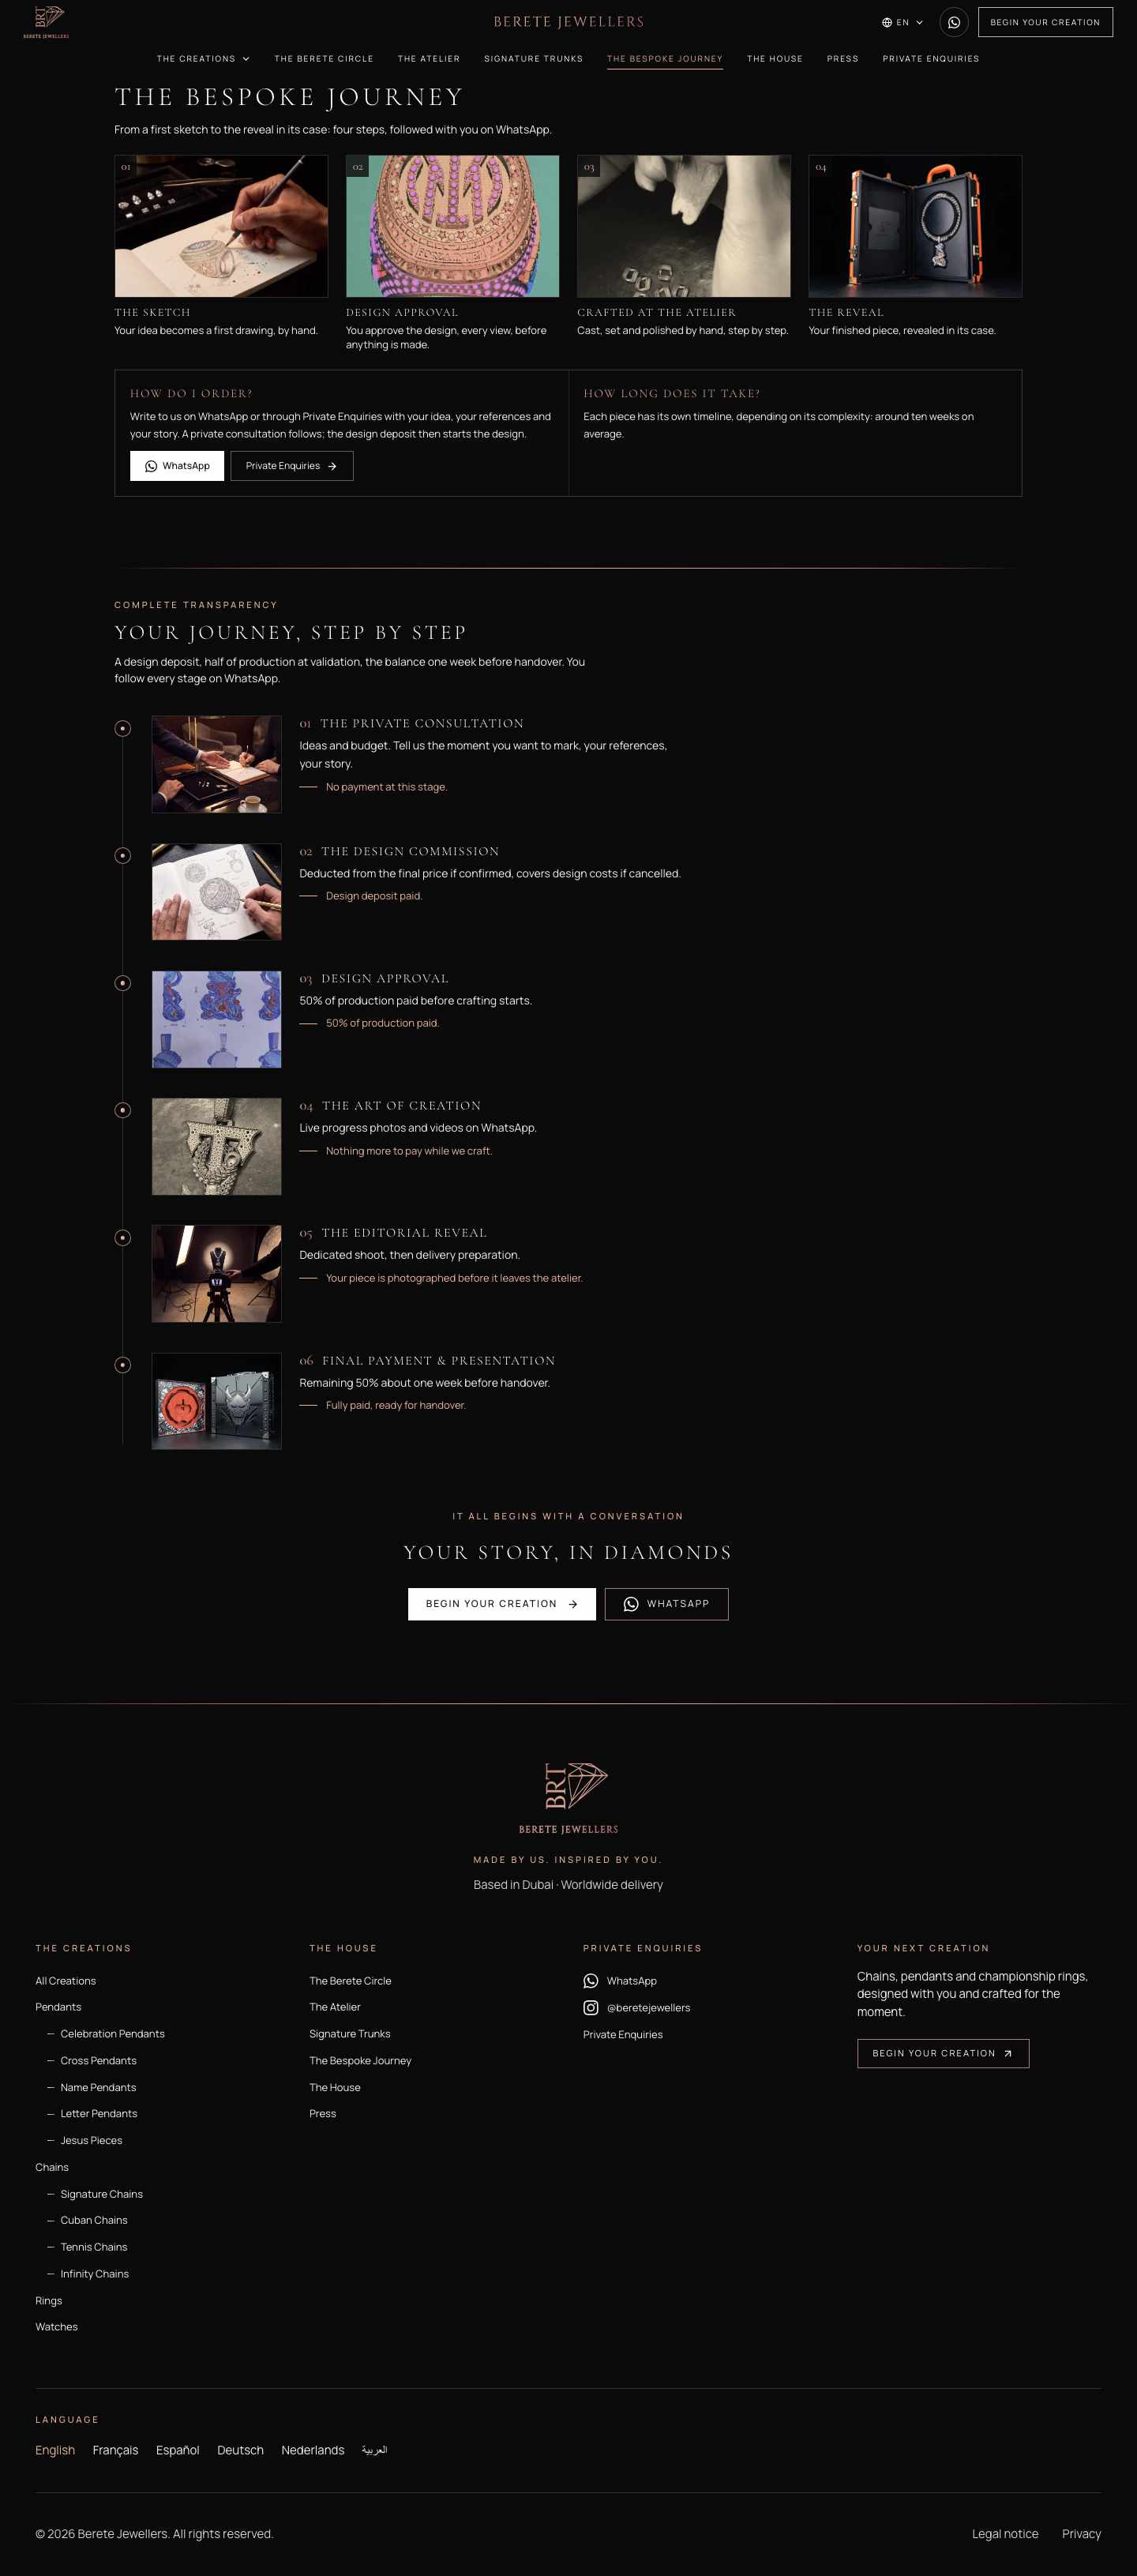 BRT
BERETE JEWELLERS
BERETE JEWELLERS
EN
BEGIN YOUR CREATION
THE CREATIONS
THE BERETE CIRCLE
THE ATELIER
SIGNATURE TRUNKS
THE BESPOKE JOURNEY
THE HOUSE
PRESS
PRIVATE ENQUIRIES
THE BESPOKE JOURNEY
From a first sketch to the reveal in its case: four steps, followed with you on WhatsApp.
01
THE SKETCH
Your idea becomes a first drawing, by hand.
02
DESIGN APPROVAL
You approve the design, every view, before
anything is made.
03
CRAFTED AT THE ATELIER
Cast, set and polished by hand, step by step.
04
THE REVEAL
Your finished piece, revealed in its case.
HOW DO I ORDER?
Write to us on WhatsApp or through Private Enquiries with your idea, your references and
your story. A private consultation follows; the design deposit then starts the design.
WhatsApp
Private Enquiries
HOW LONG DOES IT TAKE?
Each piece has its own timeline, depending on its complexity: around ten weeks on
average.
COMPLETE TRANSPARENCY
YOUR JOURNEY, STEP BY STEP
A design deposit, half of production at validation, the balance one week before handover. You
follow every stage on WhatsApp.
01 THE PRIVATE CONSULTATION
Ideas and budget. Tell us the moment you want to mark, your references,
your story.
No payment at this stage.
02 THE DESIGN COMMISSION
Deducted from the final price if confirmed, covers design costs if cancelled.
Design deposit paid.
03 DESIGN APPROVAL
50% of production paid before crafting starts.
50% of production paid.
04 THE ART OF CREATION
Live progress photos and videos on WhatsApp.
Nothing more to pay while we craft.
05 THE EDITORIAL REVEAL
Dedicated shoot, then delivery preparation.
Your piece is photographed before it leaves the atelier.
06 FINAL PAYMENT & PRESENTATION
Remaining 50% about one week before handover.
Fully paid, ready for handover.
IT ALL BEGINS WITH A CONVERSATION
YOUR STORY, IN DIAMONDS
BEGIN YOUR CREATION
WHATSAPP
BRT
BERETE JEWELLERS
MADE BY US. INSPIRED BY YOU.
Based in Dubai · Worldwide delivery
THE CREATIONS
All Creations
Pendants
— Celebration Pendants
— Cross Pendants
— Name Pendants
— Letter Pendants
— Jesus Pieces
Chains
— Signature Chains
— Cuban Chains
— Tennis Chains
— Infinity Chains
Rings
Watches
THE HOUSE
The Berete Circle
The Atelier
Signature Trunks
The Bespoke Journey
The House
Press
PRIVATE ENQUIRIES
WhatsApp
@beretejewellers
Private Enquiries
YOUR NEXT CREATION
Chains, pendants and championship rings,
designed with you and crafted for the
moment.
BEGIN YOUR CREATION
LANGUAGE
English
Français
Español
Deutsch
Nederlands
العربية
© 2026 Berete Jewellers. All rights reserved.
Legal notice
Privacy